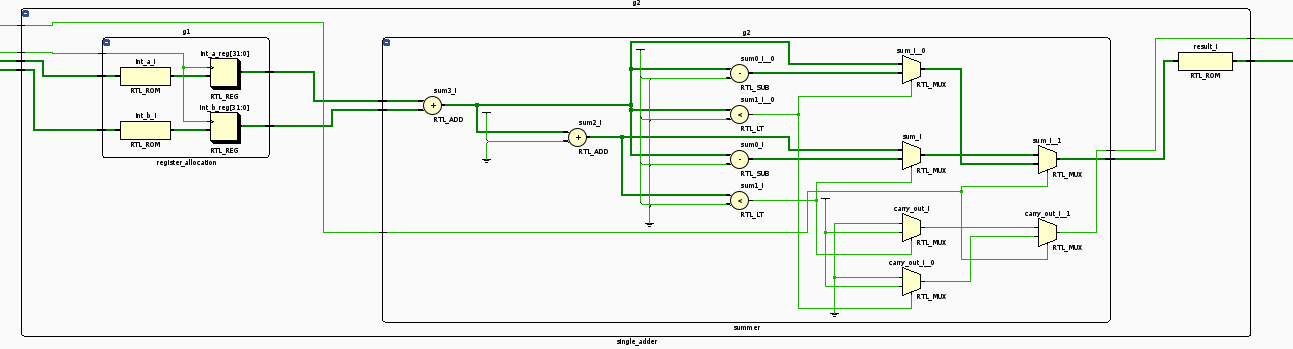 g2
g1
int_a_i
RTL_ROM
int_a_reg[31:0]
RTL_REG
int_b_i
RTL_ROM
int_b_reg[31:0]
RTL_REG
register_allocation
g2
sum3_i
RTL_ADD
sum2_i
RTL_ADD
sum0_i__0
RTL_SUB
sum1_i__0
RTL_LT
sum0_i
RTL_SUB
sum1_i
RTL_LT
sum_i__0
RTL_MUX
sum_i
RTL_MUX
sum_i__1
RTL_MUX
carry_out_i
RTL_MUX
carry_out_i__0
RTL_MUX
carry_out_i__1
RTL_MUX
summer
result_i
RTL_ROM
single_adder